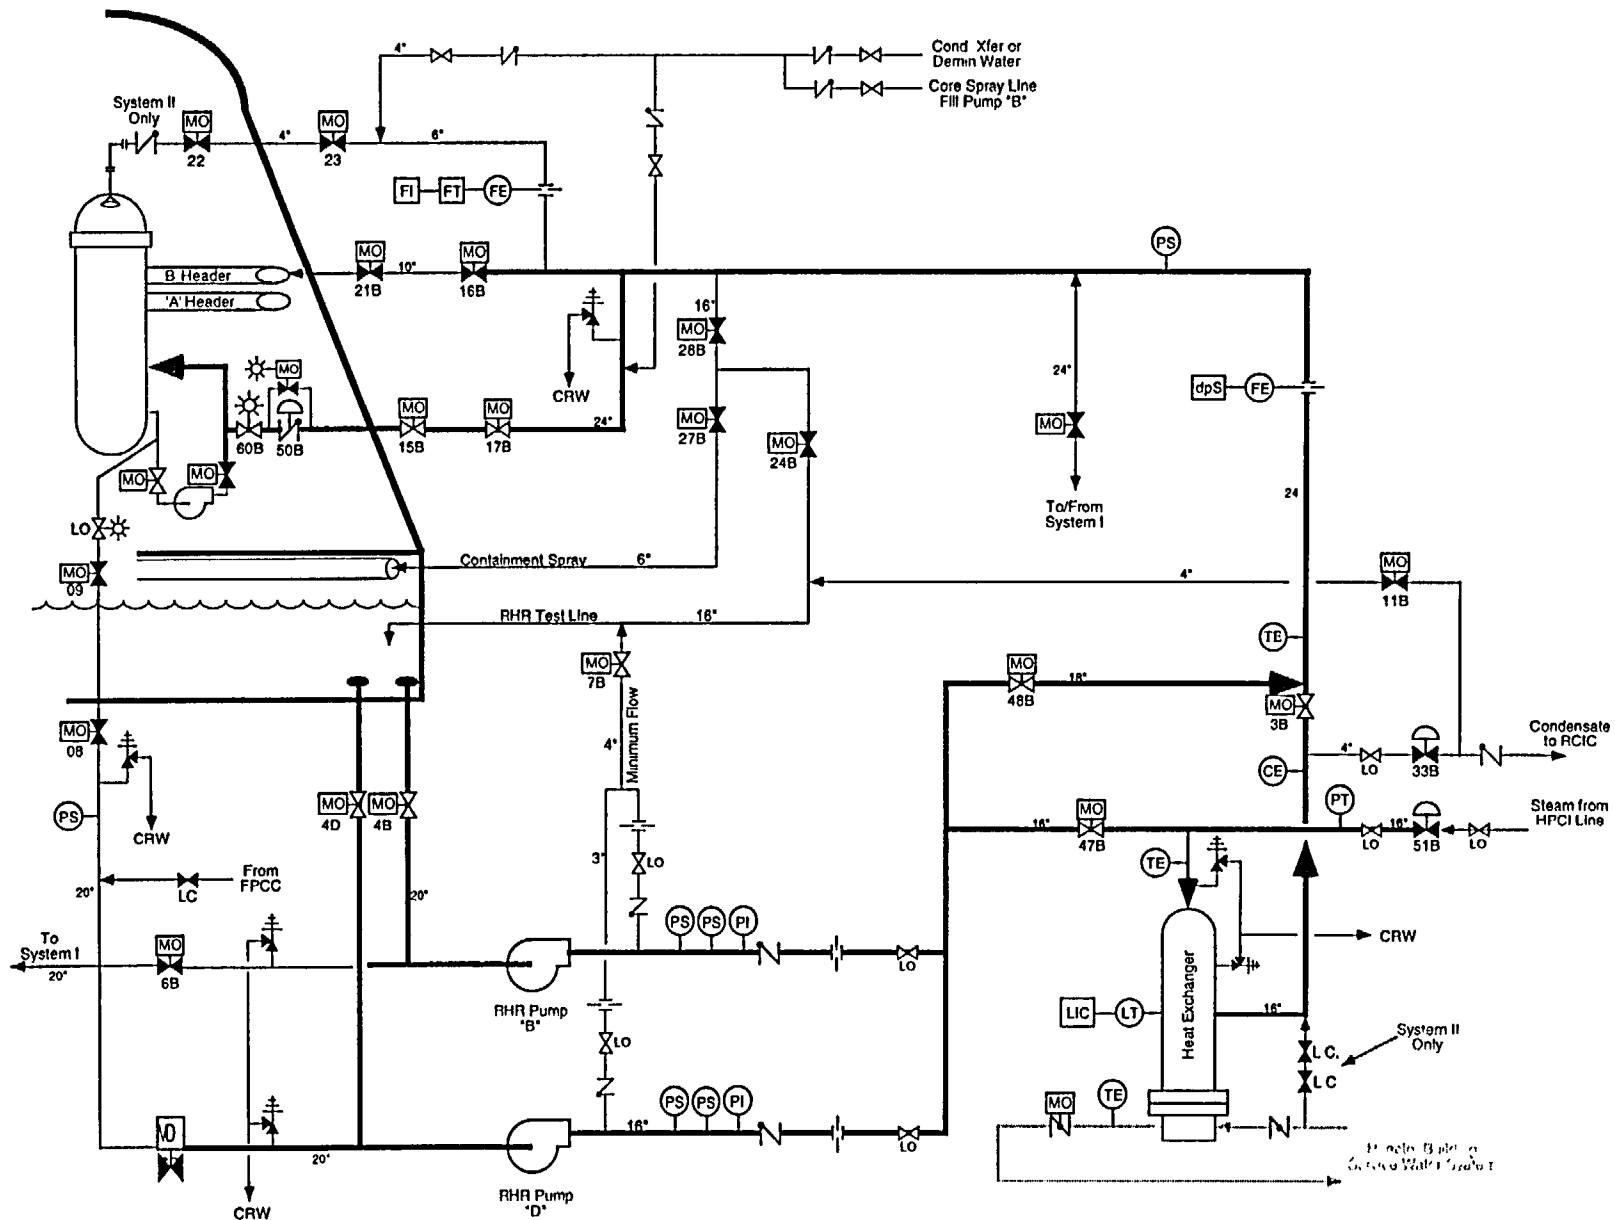 4"
Cond Xfer or
Demin Water
Core Spray Line
Fill Pump "B"
System II
Only
MO
22
4"
MO
23
6"
FI
FT
FE
PS
B Header
'A' Header
MO
21B
10"
MO
16B
16"
MO
28B
24"
dpS
FE
CRW
MO
60B
50B
MO
15B
MO
17B
24"
MO
27B
MO
24B
MO
MO
MO
24
To/From
System I
LO
MO
09
Containment Spray
6"
4"
MO
11B
RHR Test Line
16"
TE
MO
7B
MO
48B
18"
MO
3B
MO
08
4"
Minimum Flow
Condensate
to RCIC
4"
LO
33B
CE
PS
CRW
MO
4D
MO
4B
PT
Steam from
HPCI Line
16"
MO
47B
LO
16"
51B
LO
From
FPCC
LC
20"
20"
3"
LO
TE
To
System I
20"
MO
6B
PS
PS
PI
LO
CRW
RHR Pump
"B"
Heat Exchanger
LIC
LT
16"
LO
L C.
L C
System II
Only
PS
PS
PI
16"
LO
MO
TE
20"
RHR Pump
"D"
CRW